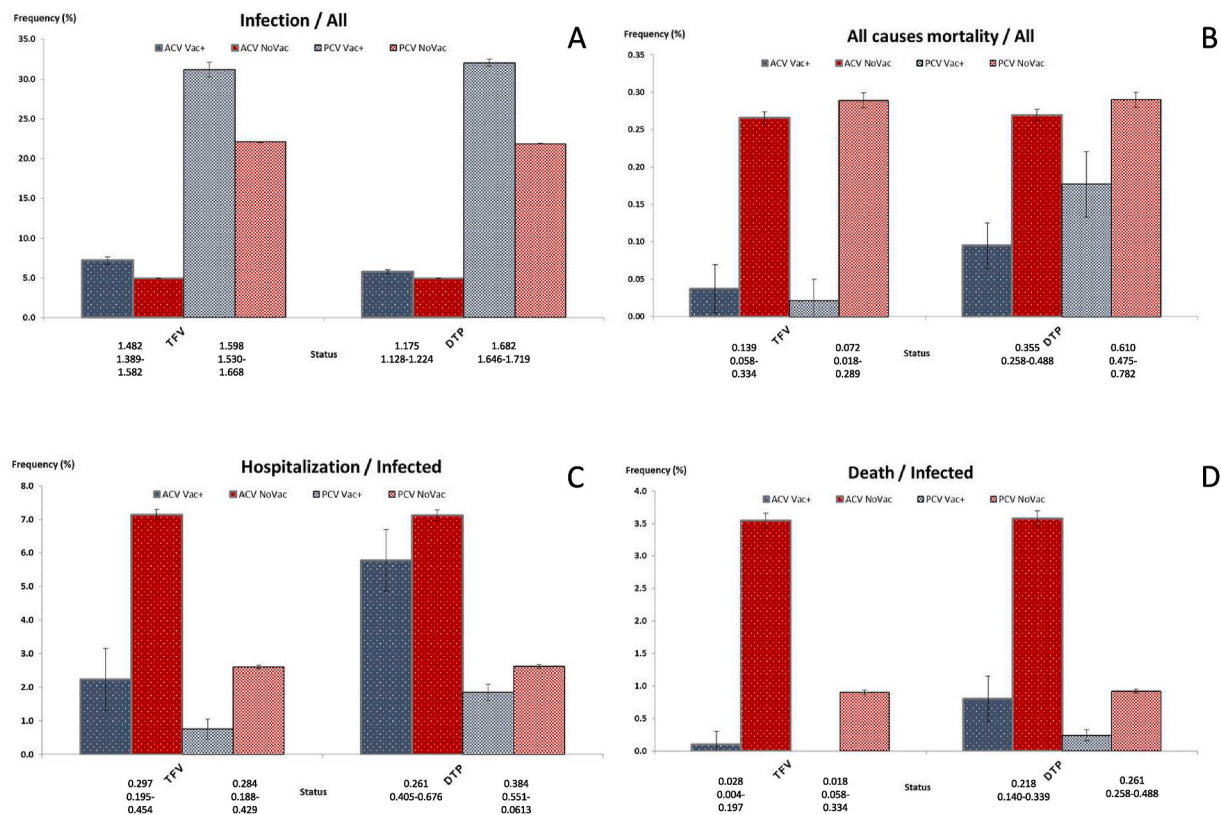 Frequency (%)
Infection / All
A
ACV Vac+ ACV NoVac PCV Vac+ PCV NoVac
35.0
30.0
25.0
20.0
15.0
10.0
5.0
0.0
TFV
DTP
Status
1.482
1.389-
1.582
1.598
1.530-
1.668
1.175
1.128-1.224
1.682
1.646-1.719
Frequency (%)
All causes mortality / All
B
ACV Vac+ ACV NoVac PCV Vac+ PCV NoVac
0.35
0.30
0.25
0.20
0.15
0.10
0.05
0.00
TFV
DTP
Status
0.139
0.058-
0.334
0.072
0.018-
0.289
0.355
0.258-0.488
0.610
0.475-
0.782
Frequency (%)
Hospitalization / Infected
C
ACV Vac+ ACV NoVac PCV Vac+ PCV NoVac
8.0
7.0
6.0
5.0
4.0
3.0
2.0
1.0
0.0
TFV
DTP
Status
0.297
0.195-
0.454
0.284
0.188-
0.429
0.261
0.405-0.676
0.384
0.551-
0.0613
Frequency (%)
Death / Infected
D
ACV Vac+ ACV NoVac PCV Vac+ PCV NoVac
4.0
3.5
3.0
2.5
2.0
1.5
1.0
0.5
0.0
TFV
DTP
Status
0.028
0.004-
0.197
0.018
0.058-
0.334
0.218
0.140-0.339
0.261
0.258-0.488